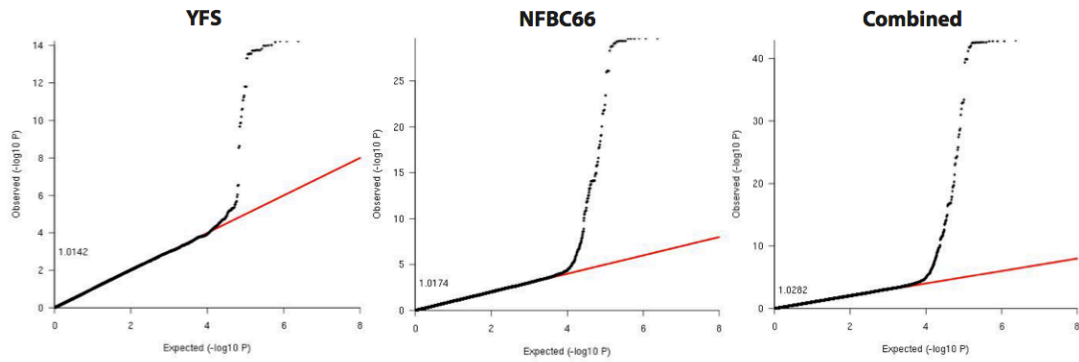 YFS
NFBC66
Combined
14
12
10
8
6
4
2
0
Observed (-log10 P)
1.0142
0 2 4 6 8
Expected (-log10 P)
25
20
15
10
5
0
Observed (-log10 P)
1.0174
0 2 4 6 8
Expected (-log10 P)
40
30
20
10
0
Observed (-log10 P)
1.0282
0 2 4 6 8
Expected (-log10 P)